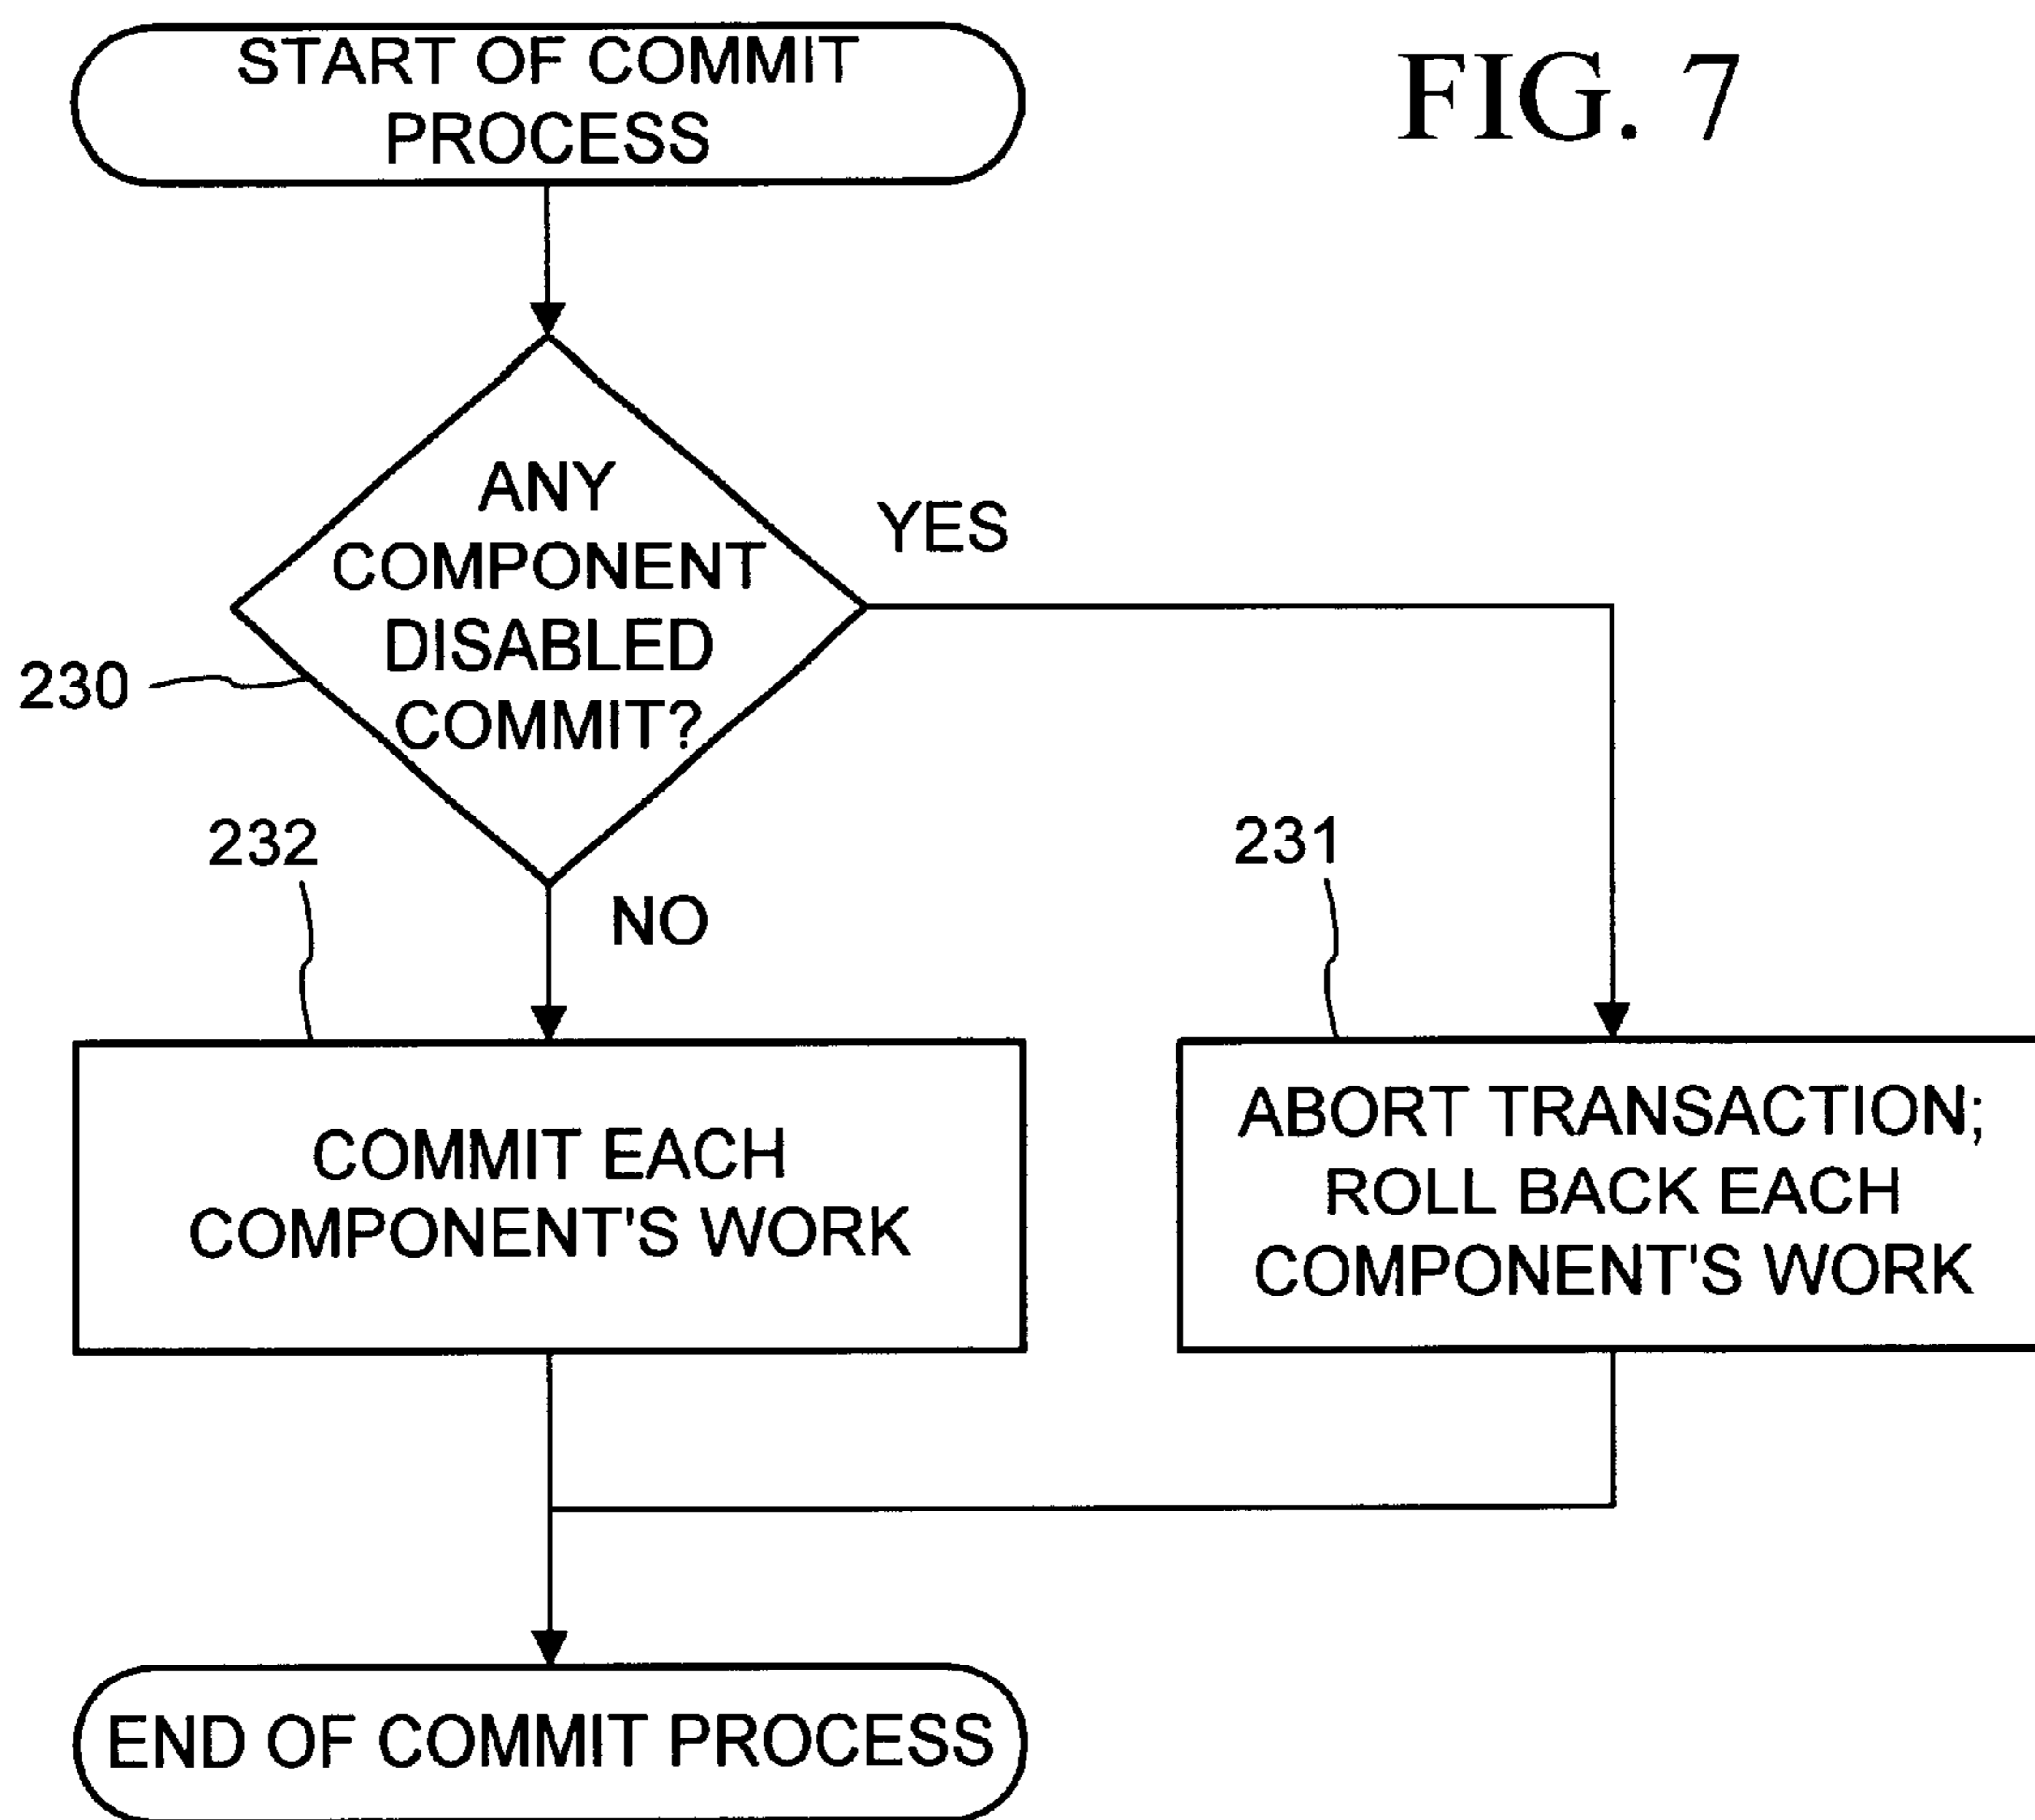 START OF COMMIT
PROCESS
FIG. 7
ANY
COMPONENT
DISABLED
COMMIT?
YES
230
232
NO
231
COMMIT EACH
COMPONENT'S WORK
ABORT TRANSACTION;
ROLL BACK EACH
COMPONENT'S WORK
END OF COMMIT PROCESS